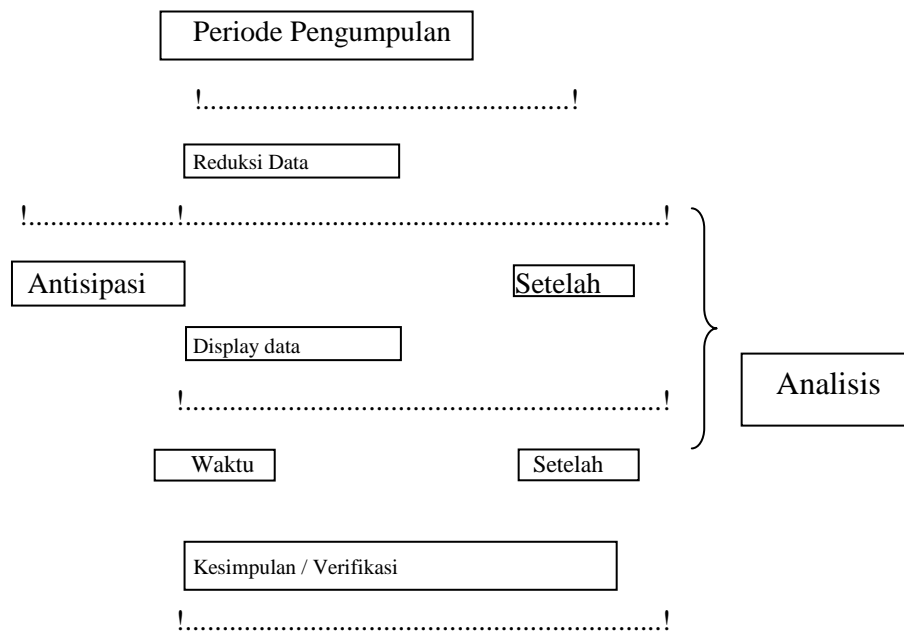 Periode Pengumpulan
!..................................................!
Reduksi Data
!....................!................................................................!
Antisipasi
Setelah
Display data
!................................................................!
Analisis
Waktu
Setelah
Kesimpulan / Verifikasi
!................................................................!